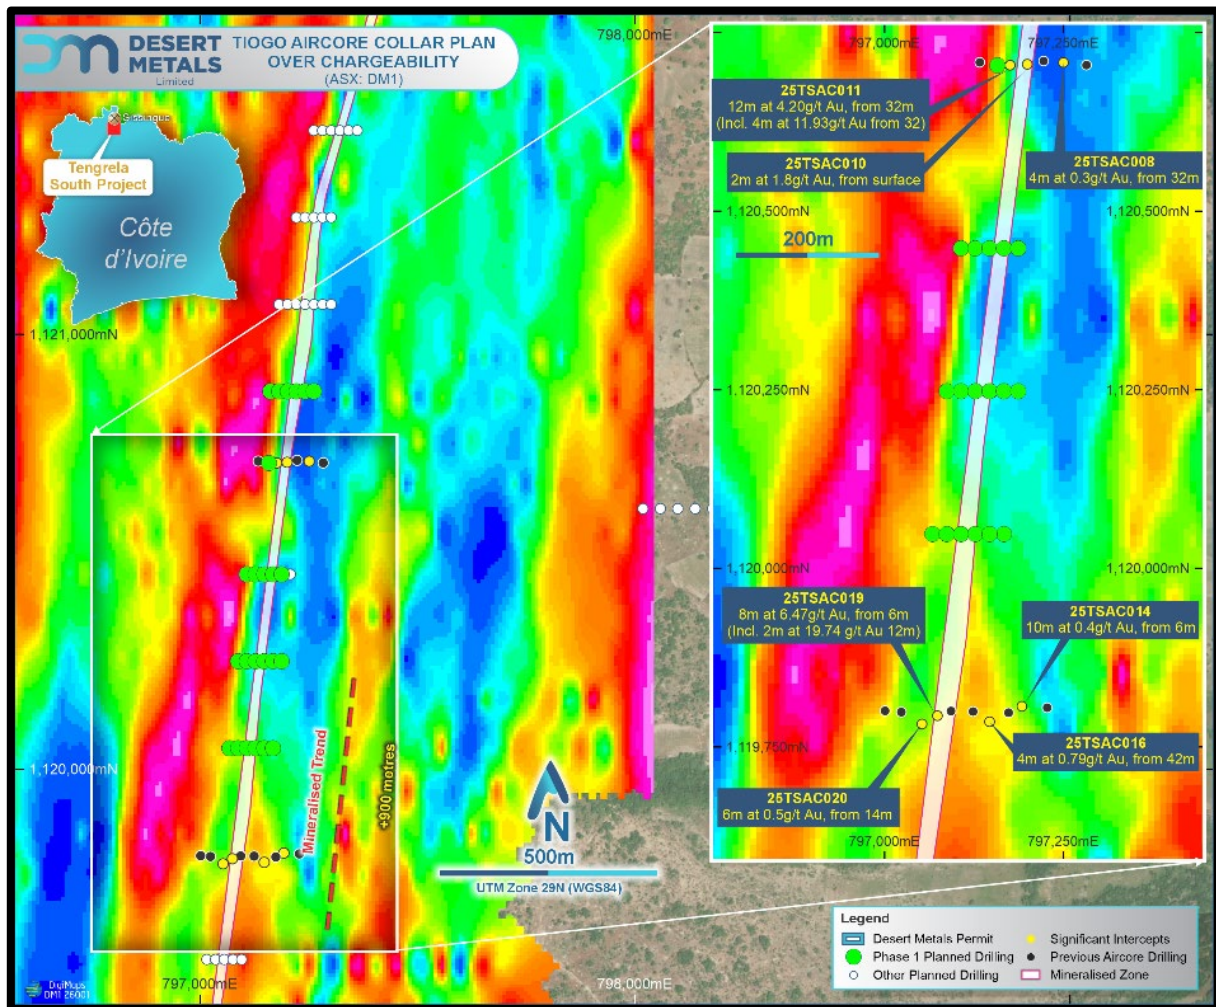 DM DESERT
METALS
Limited
TIOGO AIRCORE COLLAR PLAN
OVER CHARGEABILITY
(ASX: DM1)
798,000mE
Tengrela
South Project
Côte
d'Ivoire
1,121,000mN
1,120,000mN
Mineralised Trend
+900 metres
N
500m
UTM Zone 29N (WGS84)
797,000mE
798,000mE
DigiMaps
DM1 26001
797,000mE
797,250mE
25TSAC011
12m at 4.20g/t Au, from 32m
(Incl. 4m at 11.93g/t Au from 32)
25TSAC010
2m at 1.8g/t Au, from surface
25TSAC008
4m at 0.3g/t Au, from 32m
1,120,500mN
200m
1,120,250mN
1,120,250mN
1,120,000mN
1,120,000mN
25TSAC019
8m at 6.47g/t Au, from 6m
(Incl. 2m at 19.74 g/t Au 12m)
25TSAC014
10m at 0.4g/t Au, from 6m
1,119,750mN
1,119,750mN
25TSAC016
4m at 0.79g/t Au, from 42m
25TSAC020
6m at 0.5g/t Au, from 14m
797,000mE
797,250mE
Legend
Desert Metals Permit
Significant Intercepts
Phase 1 Planned Drilling
Previous Aircore Drilling
Other Planned Drilling
Mineralised Zone